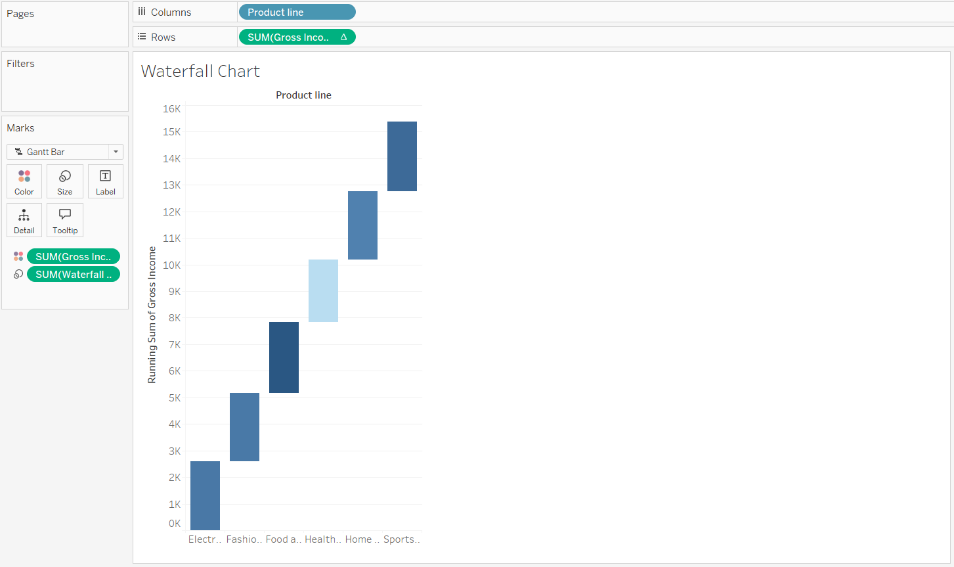 Pages
Filters
Marks
Gantt Bar
Color
Size
Label
Detail
Tooltip
SUM(Gross Inc..
SUM(Waterfall ..
Columns
Product line
Rows
SUM(Gross Inco.. Δ
Waterfall Chart
Product line
Running Sum of Gross Income
16K
15K
14K
13K
12K
11K
10K
9K
8K
7K
6K
5K
4K
3K
2K
1K
0K
Electr.. Fashio.. Food a.. Health.. Home .. Sports..